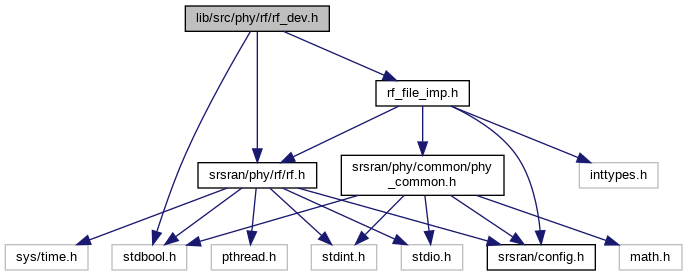 lib/src/phy/rf/rf_dev.h
rf_file_imp.h
srsran/phy/rf/rf.h
srsran/phy/common/phy
_common.h
inttypes.h
sys/time.h
stdbool.h
pthread.h
stdint.h
stdio.h
srsran/config.h
math.h